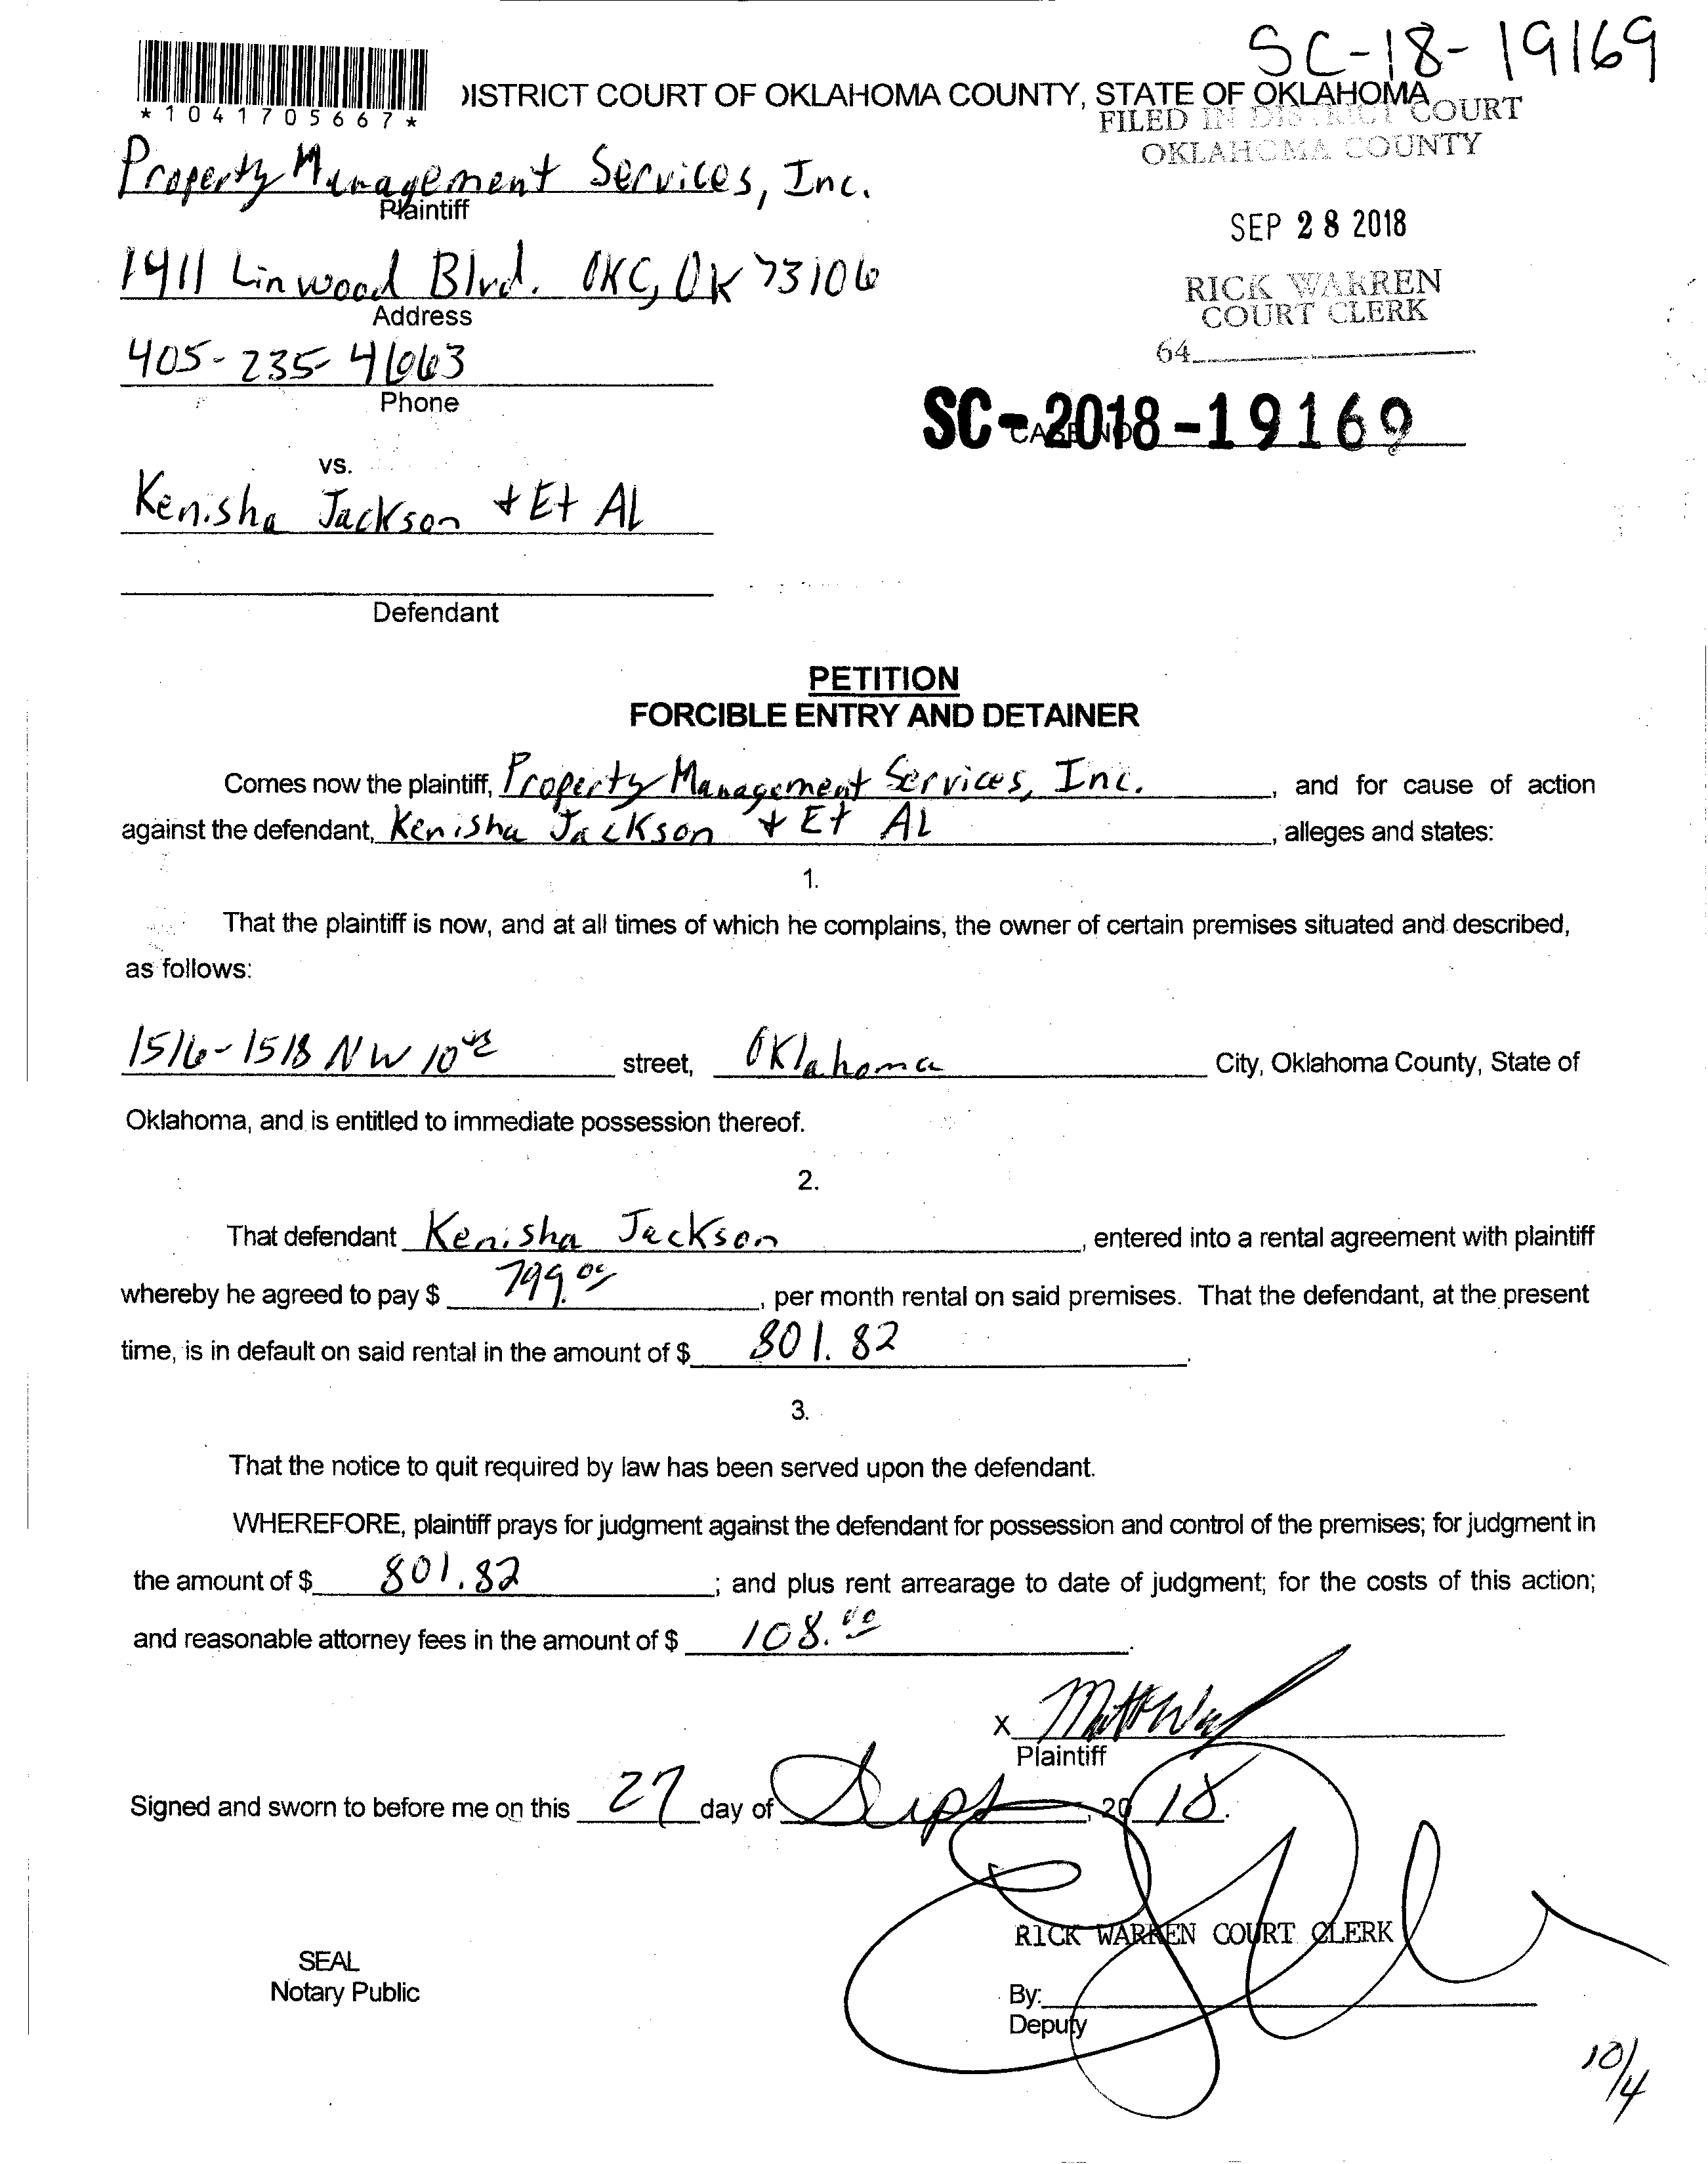 SC-18-19169
*1041705667*
DISTRICT COURT OF OKLAHOMA COUNTY, STATE OF OKLAHOMA
FILED IN DISTRICT COURT
OKLAHOMA COUNTY
Property Management Services, Inc.
Plaintiff
SEP 28 2018
1411 Linwood Blvd. OKC, OK 73106
Address
RICK WARREN
COURT CLERK
64
405-235-4663
Phone
SC-2018-19169
CASE NO.
vs.
Kenisha Jackson + Et AL
Defendant
PETITION
FORCIBLE ENTRY AND DETAINER
Comes now the plaintiff, Property Management Services, Inc., and for cause of action
against the defendant, Kenisha Jackson + Et AL, alleges and states:
1.
That the plaintiff is now, and at all times of which he complains, the owner of certain premises situated and described,
as follows:
1516-1518 NW 10th street, Oklahoma City, Oklahoma County, State of
Oklahoma, and is entitled to immediate possession thereof.
2.
That defendant Kenisha Jackson, entered into a rental agreement with plaintiff
whereby he agreed to pay $ 799.00, per month rental on said premises. That the defendant, at the present
time, is in default on said rental in the amount of $ 801.82.
3.
That the notice to quit required by law has been served upon the defendant.
WHEREFORE, plaintiff prays for judgment against the defendant for possession and control of the premises; for judgment in
the amount of $ 801.82; and plus rent arrearage to date of judgment; for the costs of this action;
and reasonable attorney fees in the amount of $ 108.00.
X
Plaintiff
Signed and sworn to before me on this 27 day of Sept, 2018.
RICK WARREN COURT CLERK
SEAL
Notary Public
By:
Deputy
10/4